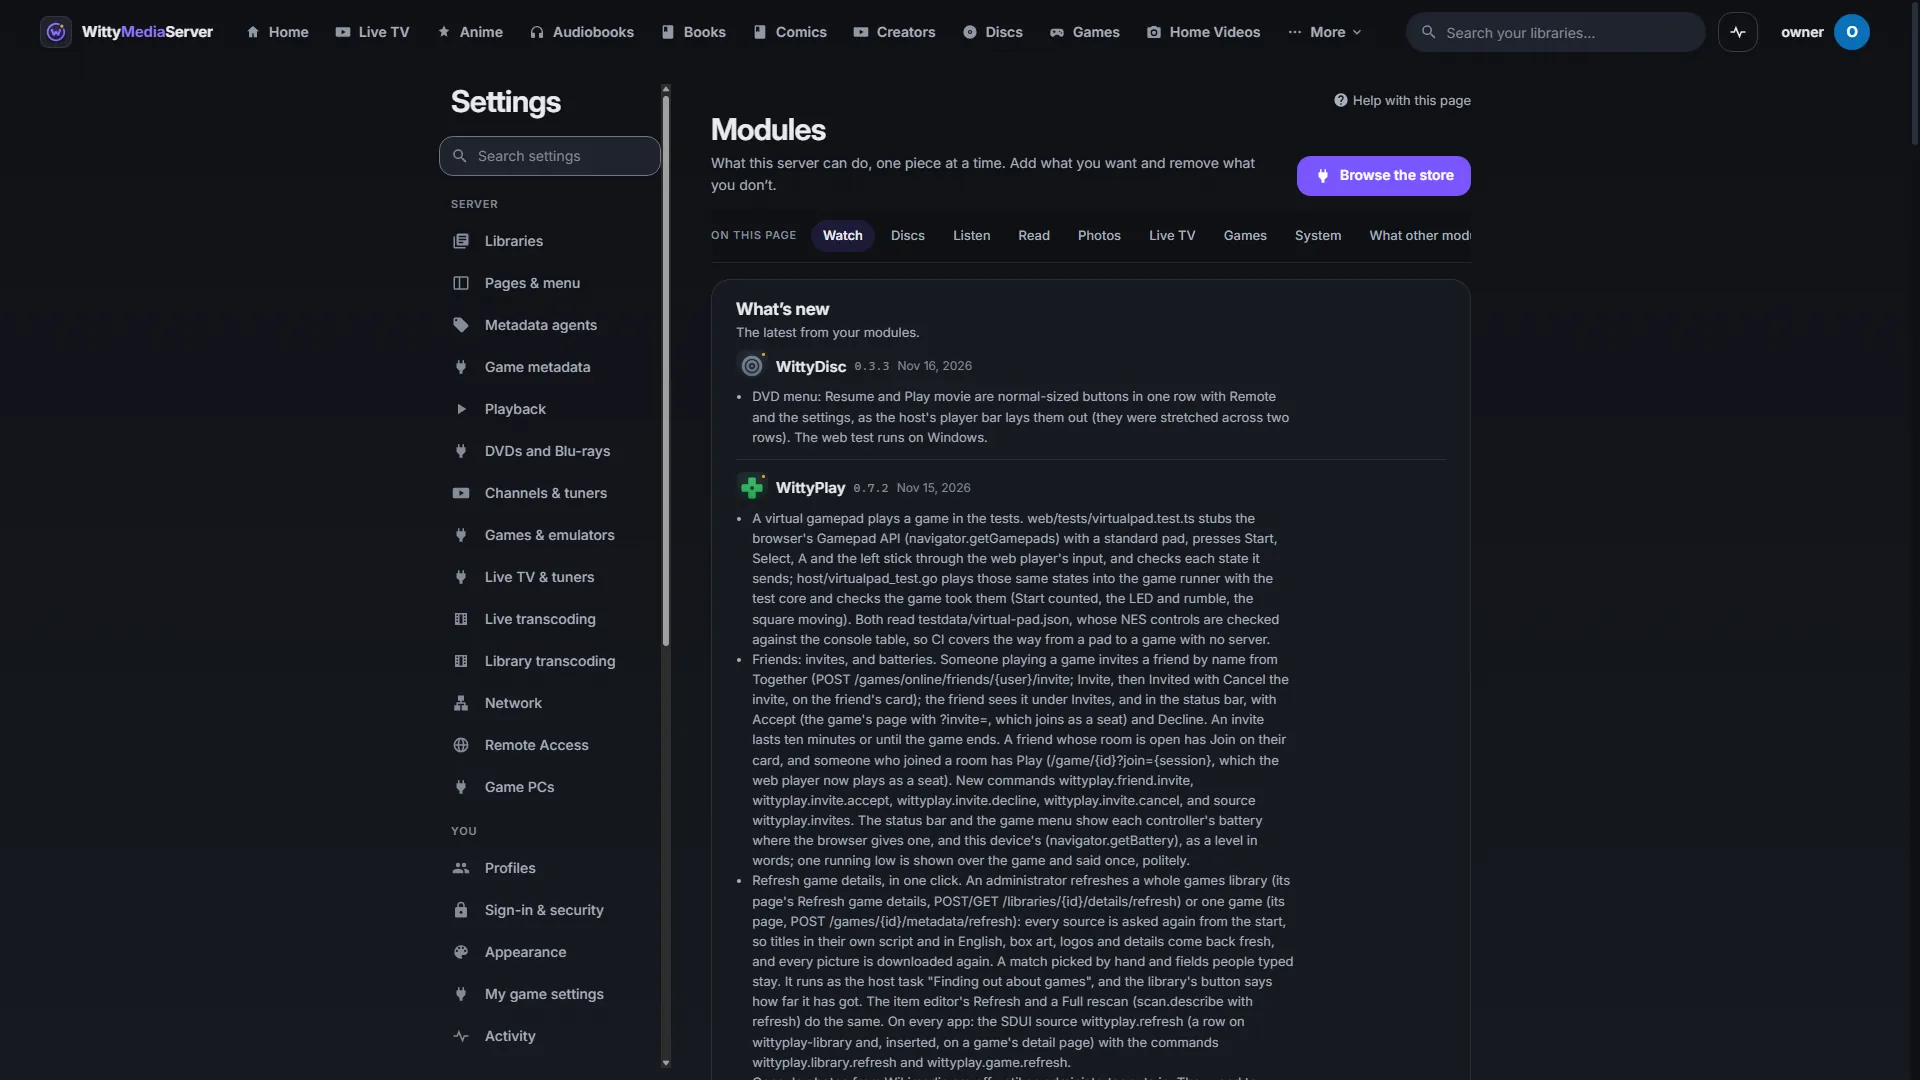 WittyMediaServer
Home
Live TV
Anime
Audiobooks
Books
Comics
Creators
Discs
Games
Home Videos
More
Search your libraries...
owner
O
Settings
Search settings
SERVER
Libraries
Pages & menu
Metadata agents
Game metadata
Playback
DVDs and Blu-rays
Channels & tuners
Games & emulators
Live TV & tuners
Live transcoding
Library transcoding
Network
Remote Access
Game PCs
YOU
Profiles
Sign-in & security
Appearance
My game settings
Activity
Help with this page
Modules
What this server can do, one piece at a time. Add what you want and remove what
you don’t.
Browse the store
ON THIS PAGE
Watch
Discs
Listen
Read
Photos
Live TV
Games
System
What other modu
What’s new
The latest from your modules.
WittyDisc 0.3.3 Nov 16, 2026
• DVD menu: Resume and Play movie are normal-sized buttons in one row with Remote
and the settings, as the host's player bar lays them out (they were stretched across two
rows). The web test runs on Windows.
WittyPlay 0.7.2 Nov 15, 2026
• A virtual gamepad plays a game in the tests. web/tests/virtualpad.test.ts stubs the
browser's Gamepad API (navigator.getGamepads) with a standard pad, presses Start,
Select, A and the left stick through the web player's input, and checks each state it
sends; host/virtualpad_test.go plays those same states into the game runner with the
test core and checks the game took them (Start counted, the LED and rumble, the
square moving). Both read testdata/virtual-pad.json, whose NES controls are checked
against the console table, so CI covers the way from a pad to a game with no server.
• Friends: invites, and batteries. Someone playing a game invites a friend by name from
Together (POST /games/online/friends/{user}/invite; Invite, then Invited with Cancel the
invite, on the friend's card); the friend sees it under Invites, and in the status bar, with
Accept (the game's page with ?invite=, which joins as a seat) and Decline. An invite
lasts ten minutes or until the game ends. A friend whose room is open has Join on their
card, and someone who joined a room has Play (/game/{id}?join={session}, which the
web player now plays as a seat). New commands wittyplay.friend.invite,
wittyplay.invite.accept, wittyplay.invite.decline, wittyplay.invite.cancel, and source
wittyplay.invites. The status bar and the game menu show each controller's battery
where the browser gives one, and this device's (navigator.getBattery), as a level in
words; one running low is shown over the game and said once, politely.
• Refresh game details, in one click. An administrator refreshes a whole games library (its
page's Refresh game details, POST/GET /libraries/{id}/details/refresh) or one game (its
page, POST /games/{id}/metadata/refresh): every source is asked again from the start,
so titles in their own script and in English, box art, logos and details come back fresh,
and every picture is downloaded again. A match picked by hand and fields people typed
stay. It runs as the host task "Finding out about games", and the library's button says
how far it has got. The item editor's Refresh and a Full rescan (scan.describe with
refresh) do the same. On every app: the SDUI source wittyplay.refresh (a row on
wittyplay-library and, inserted, on a game's detail page) with the commands
wittyplay.library.refresh and wittyplay.game.refresh.